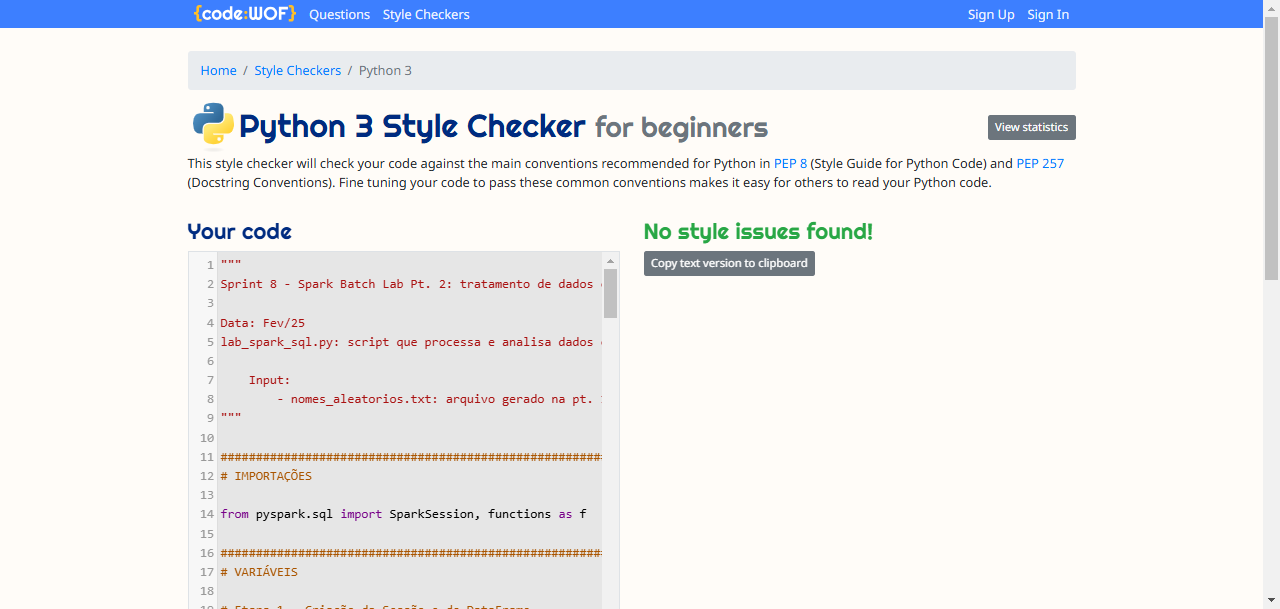 {code:WOF} Questions Style Checkers Sign Up Sign In
Home / Style Checkers / Python 3
Python 3 Style Checker for beginners
View statistics
This style checker will check your code against the main conventions recommended for Python in PEP 8 (Style Guide for Python Code) and PEP 257
(Docstring Conventions). Fine tuning your code to pass these common conventions makes it easy for others to read your Python code.
Your code
1 """
2 Sprint 8 - Spark Batch Lab Pt. 2: tratamento de dados
3
4 Data: Fev/25
5 lab_spark_sql.py: script que processa e analisa dados
6
7 Input:
8 - nomes_aleatorios.txt: arquivo gerado na pt.
9 """
10
11 ######################################################
12 # IMPORTAÇÕES
13
14 from pyspark.sql import SparkSession, functions as f
15
16 ######################################################
17 # VARIÁVEIS
18
No style issues found!
Copy text version to clipboard